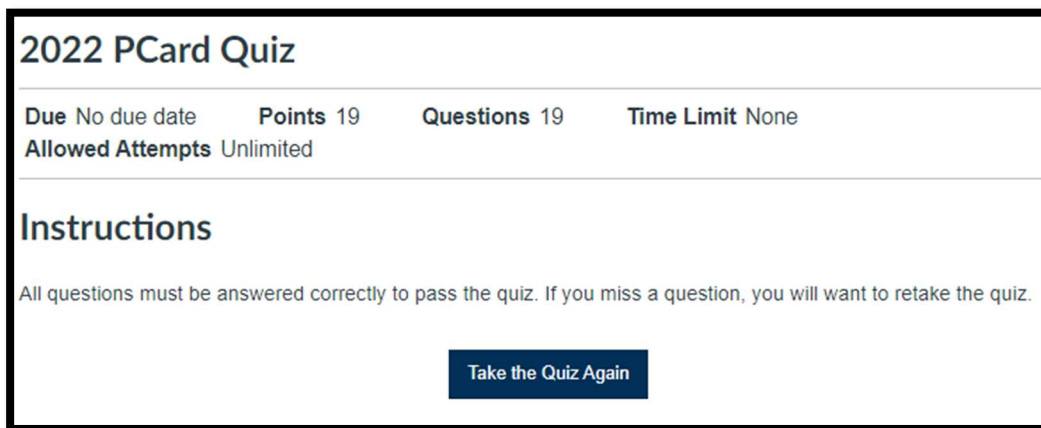 2022 PCard Quiz
Due No due date Points 19 Questions 19 Time Limit None
Allowed Attempts Unlimited
Instructions
All questions must be answered correctly to pass the quiz. If you miss a question, you will want to retake the quiz.
Take the Quiz Again